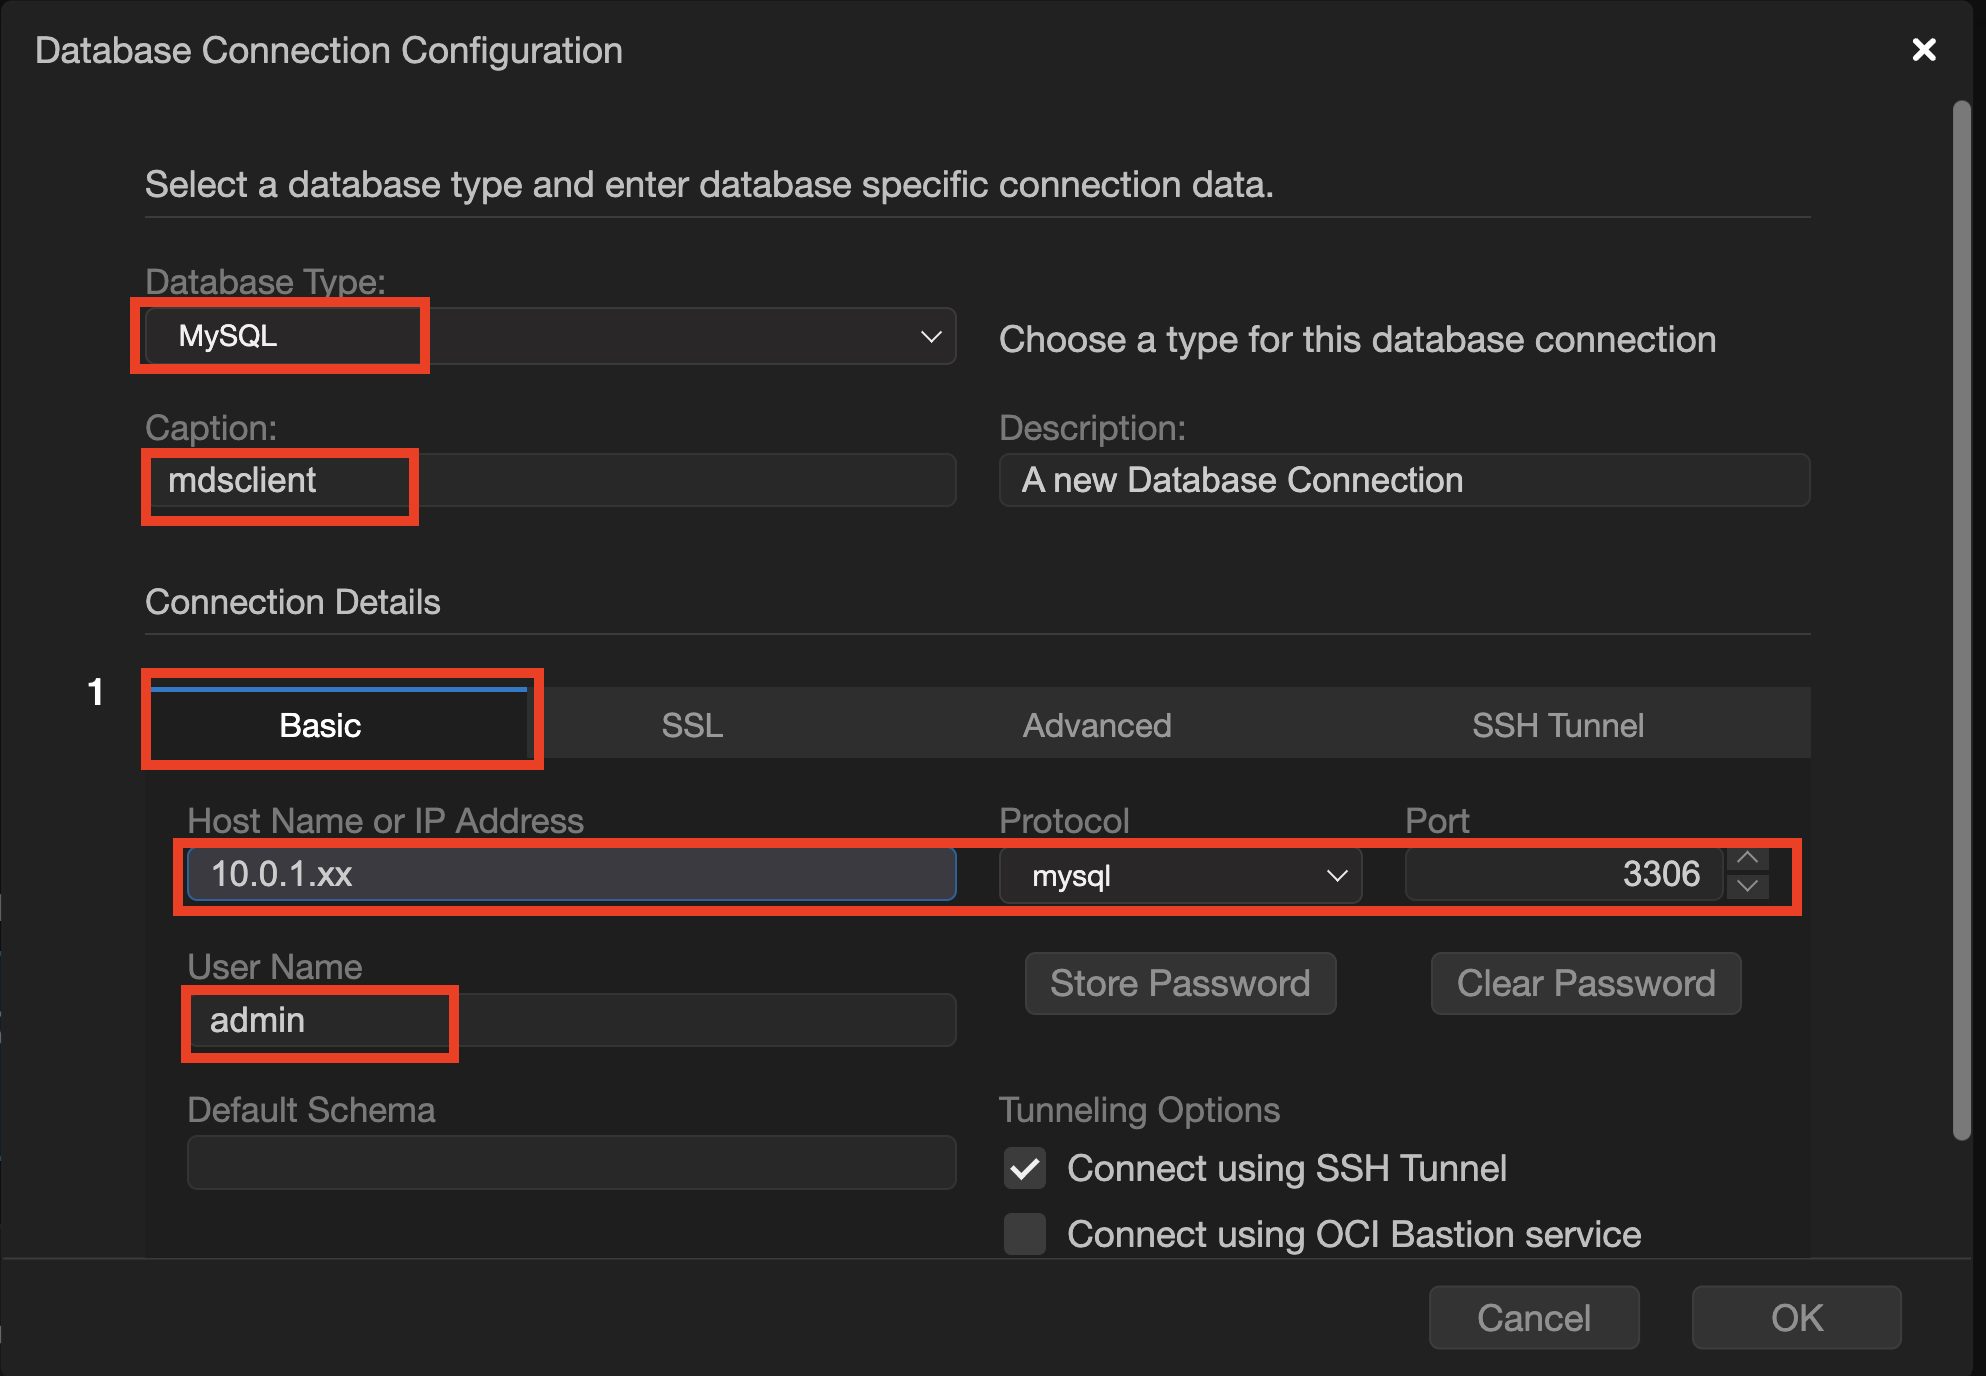 Database Connection Configuration
Select a database type and enter database specific connection data.
Database Type:
MySQL
Choose a type for this database connection
Caption:
Description:
mdsclient
A new Database Connection
Connection Details
1
Basic
SSL
Advanced
SSH Tunnel
Host Name or IP Address
Protocol
Port
10.0.1.xx
mysql
3306
User Name
Store Password
Clear Password
admin
Default Schema
Tunneling Options
Connect using SSH Tunnel
Connect using OCI Bastion service
Cancel
OK